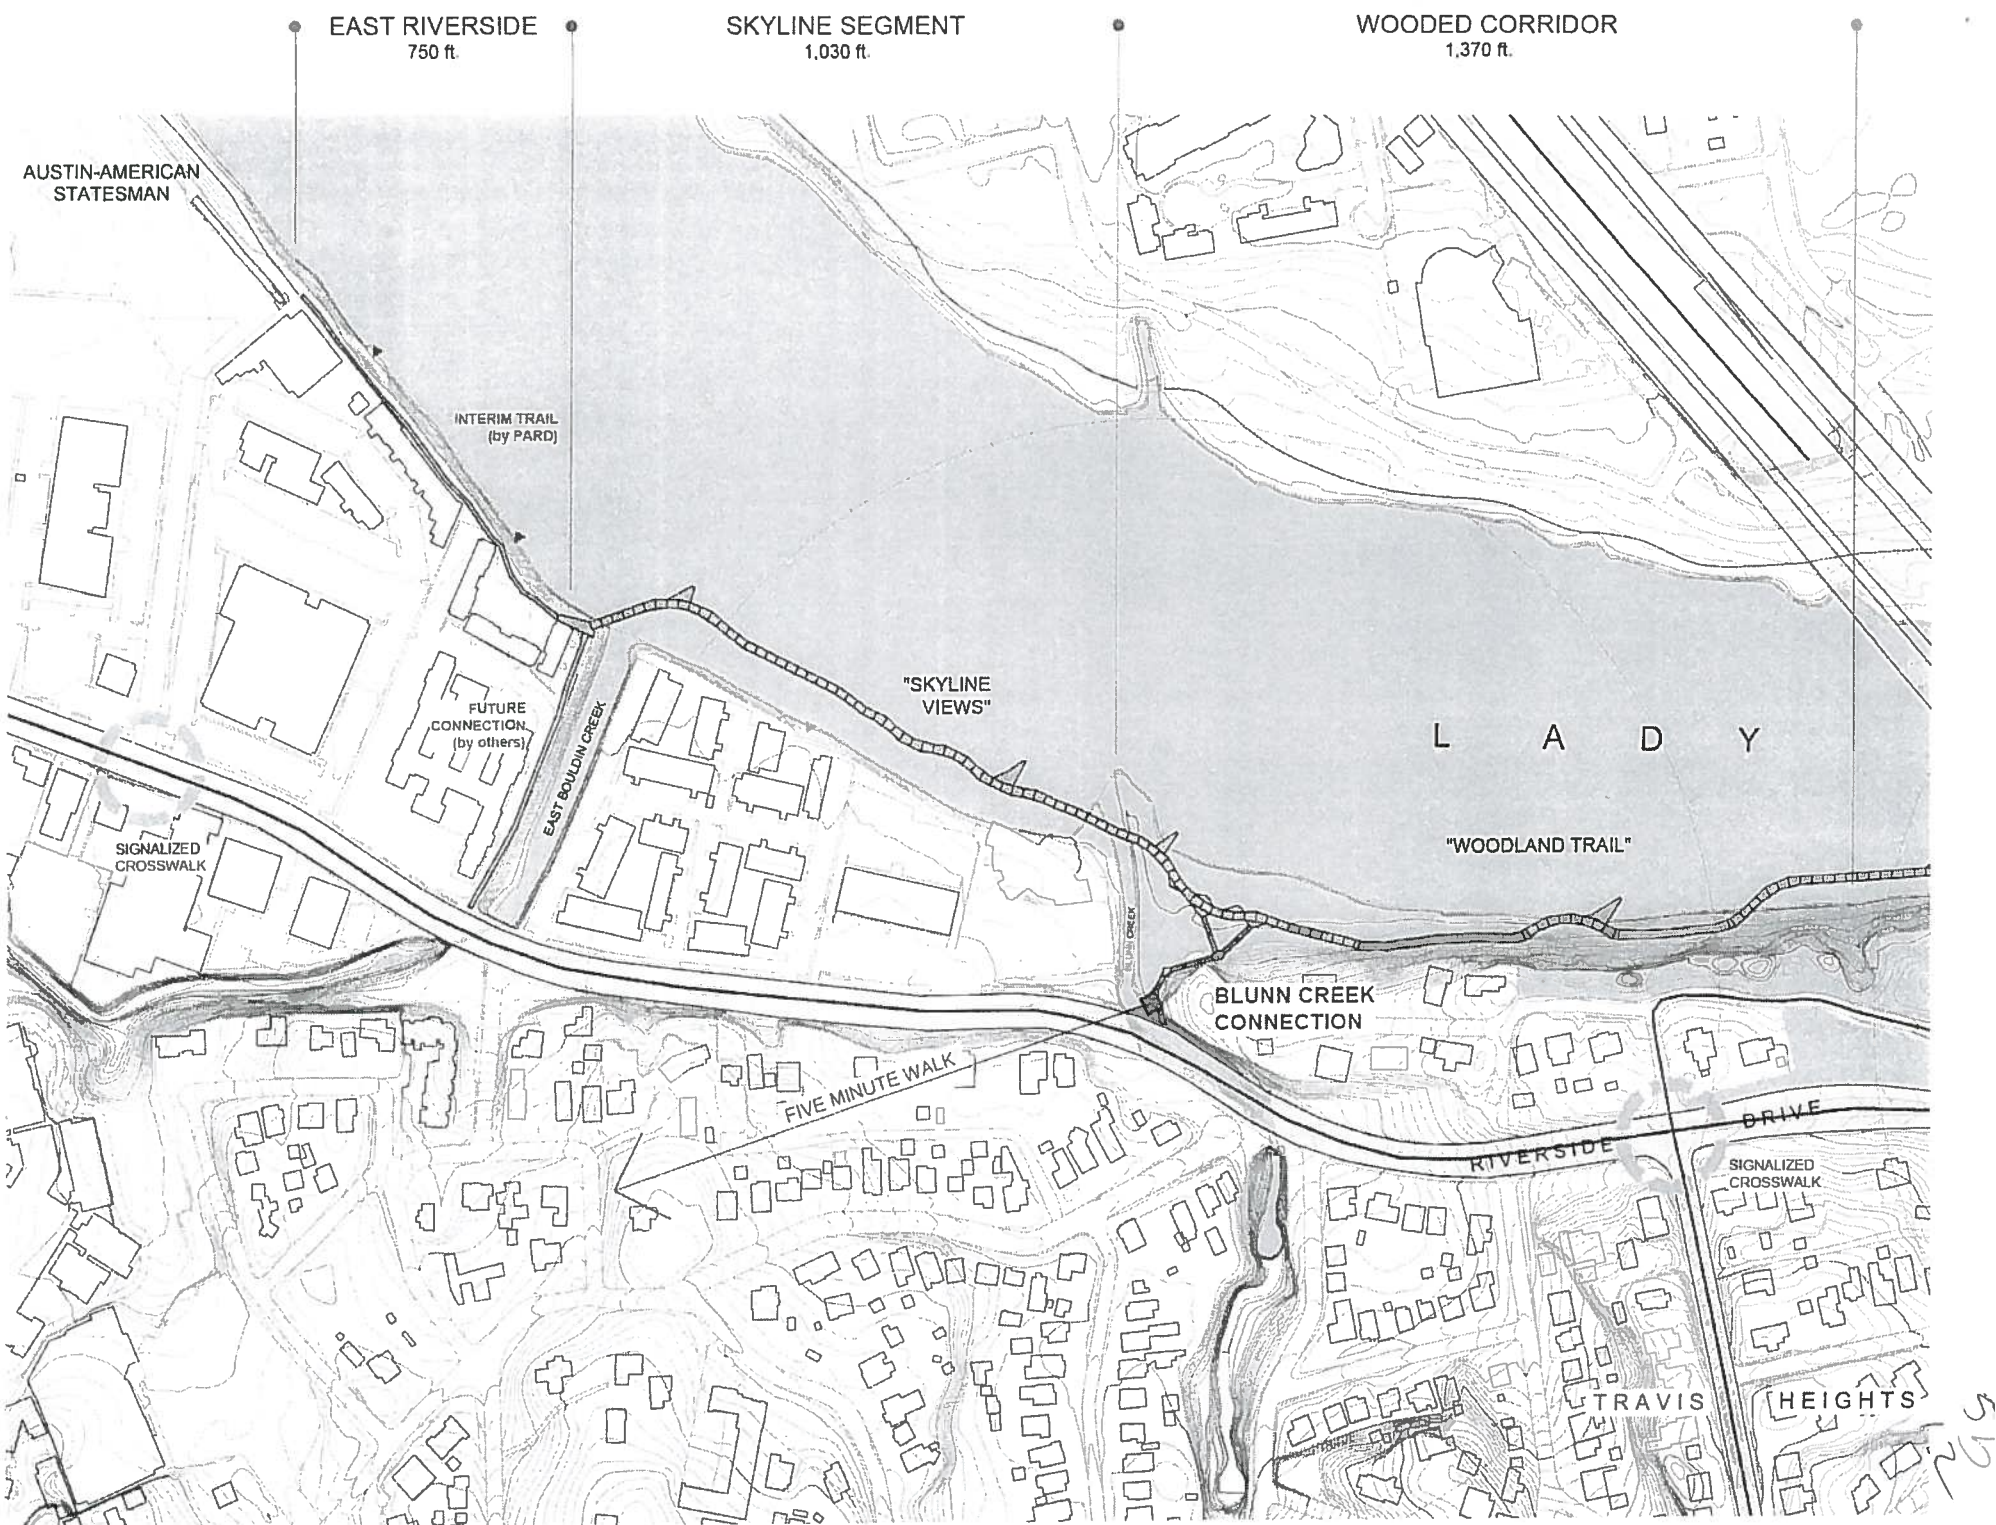 EAST RIVERSIDE
750 ft.
SKYLINE SEGMENT
1,030 ft.
WOODED CORRIDOR
1,370 ft.
AUSTIN-AMERICAN
STATESMAN
INTERIM TRAIL
(by PARD)
"SKYLINE
VIEWS"
FUTURE
CONNECTION
(by others)
EAST BOULDIN CREEK
LADY
SIGNALIZED
CROSSWALK
"WOODLAND TRAIL"
BLUNN CREEK
BLUNN CREEK
CONNECTION
FIVE MINUTE WALK
RIVERSIDE DRIVE
SIGNALIZED
CROSSWALK
TRAVIS HEIGHTS